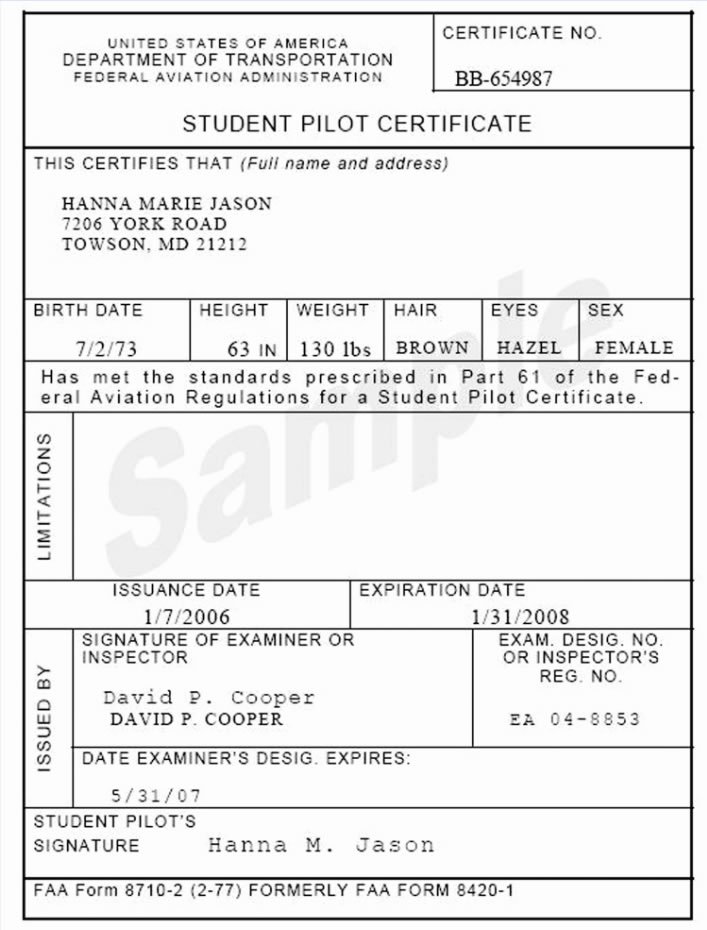 UNITED STATES OF AMERICA
DEPARTMENT OF TRANSPORTATION
FEDERAL AVIATION ADMINISTRATION
CERTIFICATE NO.
BB-654987
STUDENT PILOT CERTIFICATE
THIS CERTIFIES THAT (Full name and address)
HANNA MARIE JASON
7206 YORK ROAD
TOWSON, MD 21212
BIRTH DATE HEIGHT WEIGHT HAIR EYES SEX
7/2/73 63 IN 130 lbs BROWN HAZEL FEMALE
Has met the standards prescribed in Part 61 of the Fed-
eral Aviation Regulations for a Student Pilot Certificate.
LIMITATIONS
Sample
ISSUANCE DATE EXPIRATION DATE
1/7/2006 1/31/2008
ISSUED BY
SIGNATURE OF EXAMINER OR
INSPECTOR
David P. Cooper
DAVID P. COOPER
EXAM. DESIG. NO.
OR INSPECTOR'S
REG. NO.
EA 04-8853
DATE EXAMINER'S DESIG. EXPIRES:
5/31/07
STUDENT PILOT'S
SIGNATURE Hanna M. Jason
FAA Form 8710-2 (2-77) FORMERLY FAA FORM 8420-1